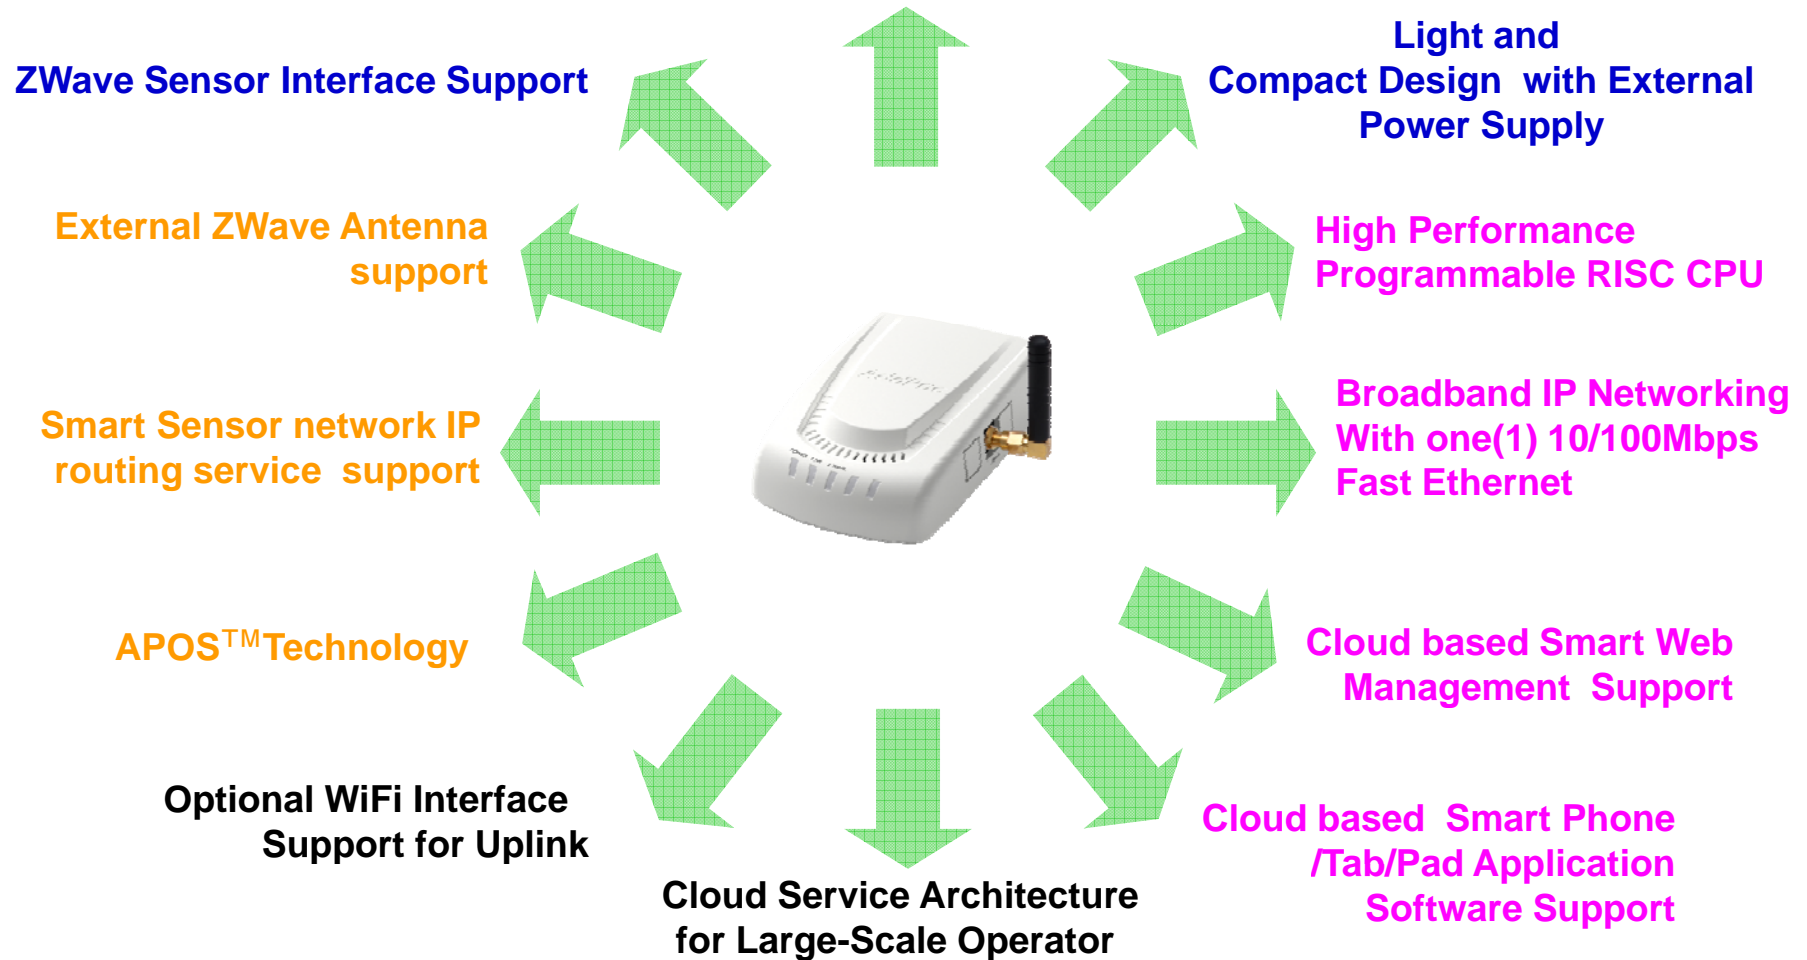 ZWave Sensor Interface Support
Light and
Compact Design with External
Power Supply
External ZWave Antenna
support
High Performance
Programmable RISC CPU
Smart Sensor network IP
routing service support
Broadband IP Networking
With one(1) 10/100Mbps
Fast Ethernet
APOS™Technology
Cloud based Smart Web
Management Support
Optional WiFi Interface
Support for Uplink
Cloud based Smart Phone
/Tab/Pad Application
Software Support
Cloud Service Architecture
for Large-Scale Operator